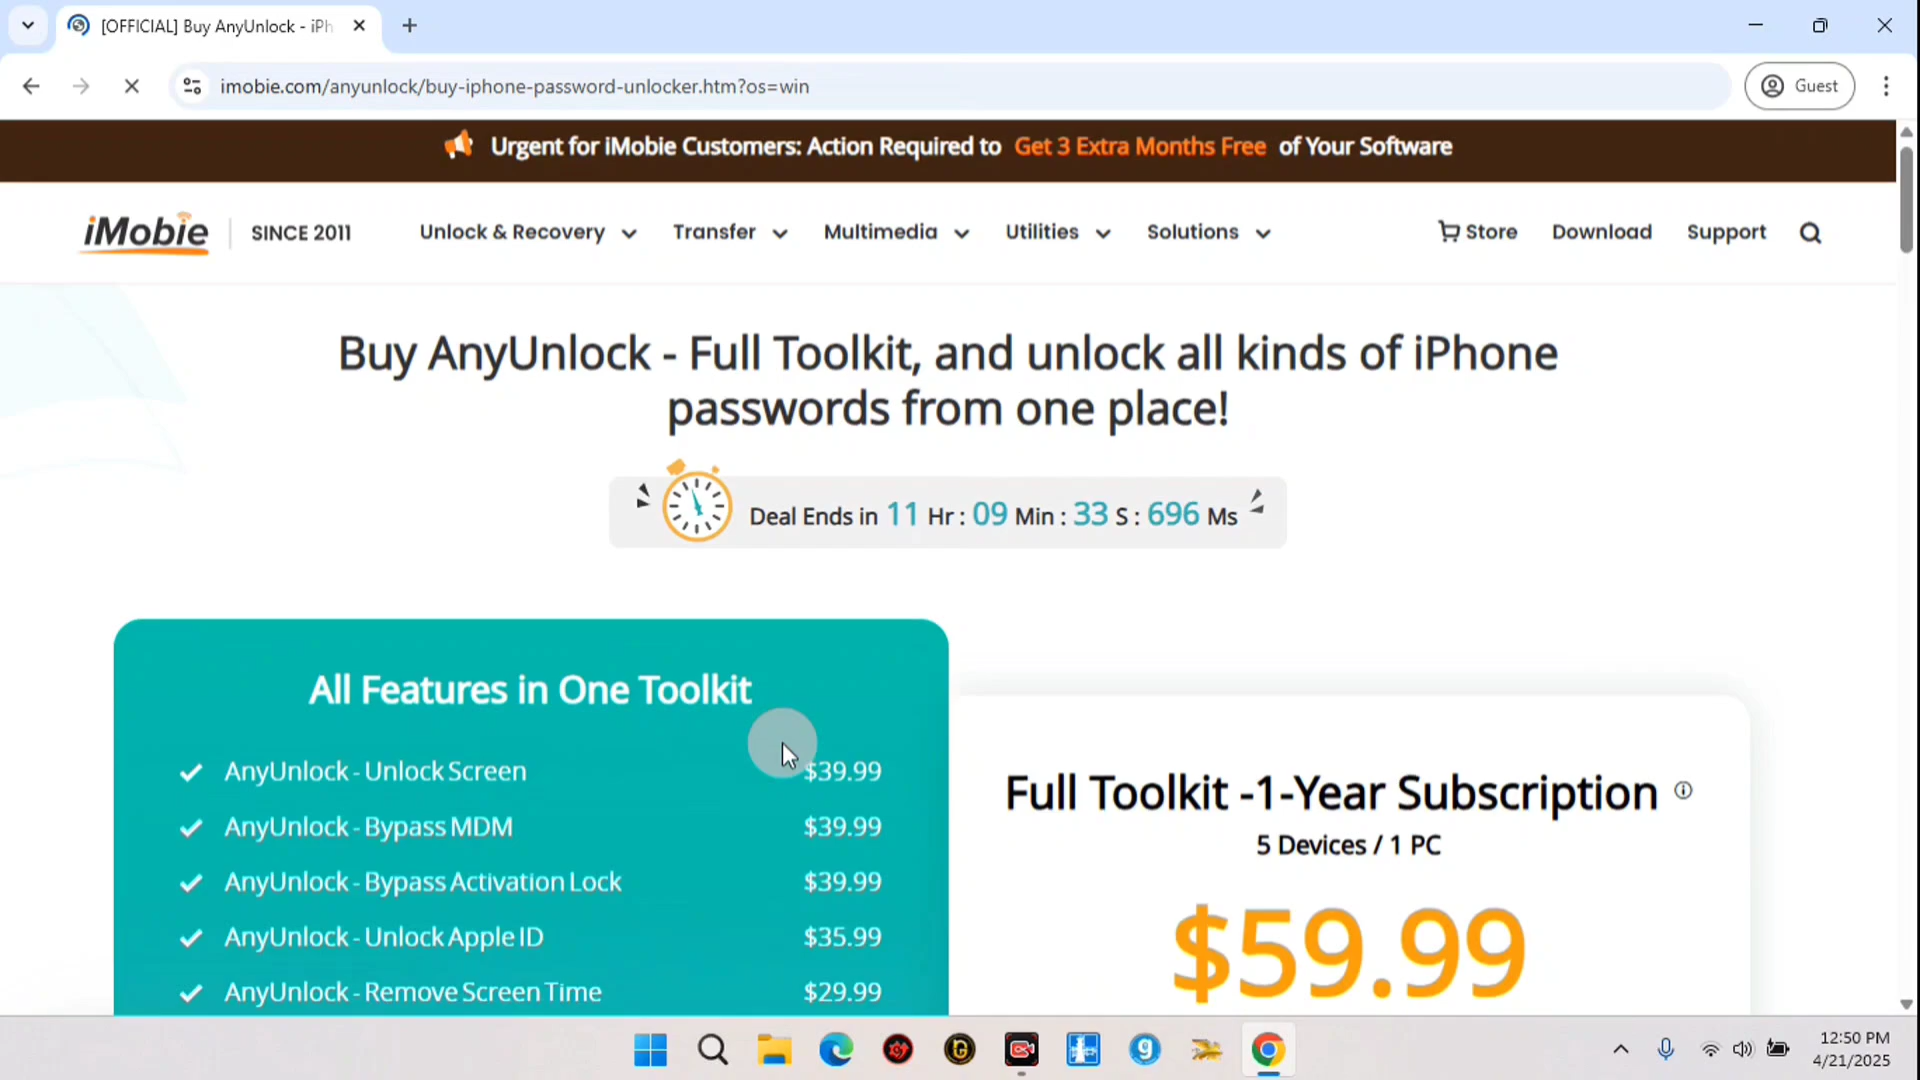 [OFFICIAL] Buy AnyUnlock - iPh
imobie.com/anyunlock/buy-iphone-password-unlocker.htm?os=win
Guest
Urgent for iMobie Customers: Action Required to Get 3 Extra Months Free of Your Software
iMobie SINCE 2011 Unlock & Recovery Transfer Multimedia Utilities Solutions Store Download Support
Buy AnyUnlock - Full Toolkit, and unlock all kinds of iPhone
passwords from one place!
Deal Ends in 11 Hr : 09 Min : 33 S : 696 Ms
All Features in One Toolkit
AnyUnlock - Unlock Screen $39.99
AnyUnlock - Bypass MDM $39.99
AnyUnlock - Bypass Activation Lock $39.99
AnyUnlock - Unlock Apple ID $35.99
AnyUnlock - Remove Screen Time $29.99
Full Toolkit -1-Year Subscription
5 Devices / 1 PC
$59.99
12:50 PM
4/21/2025